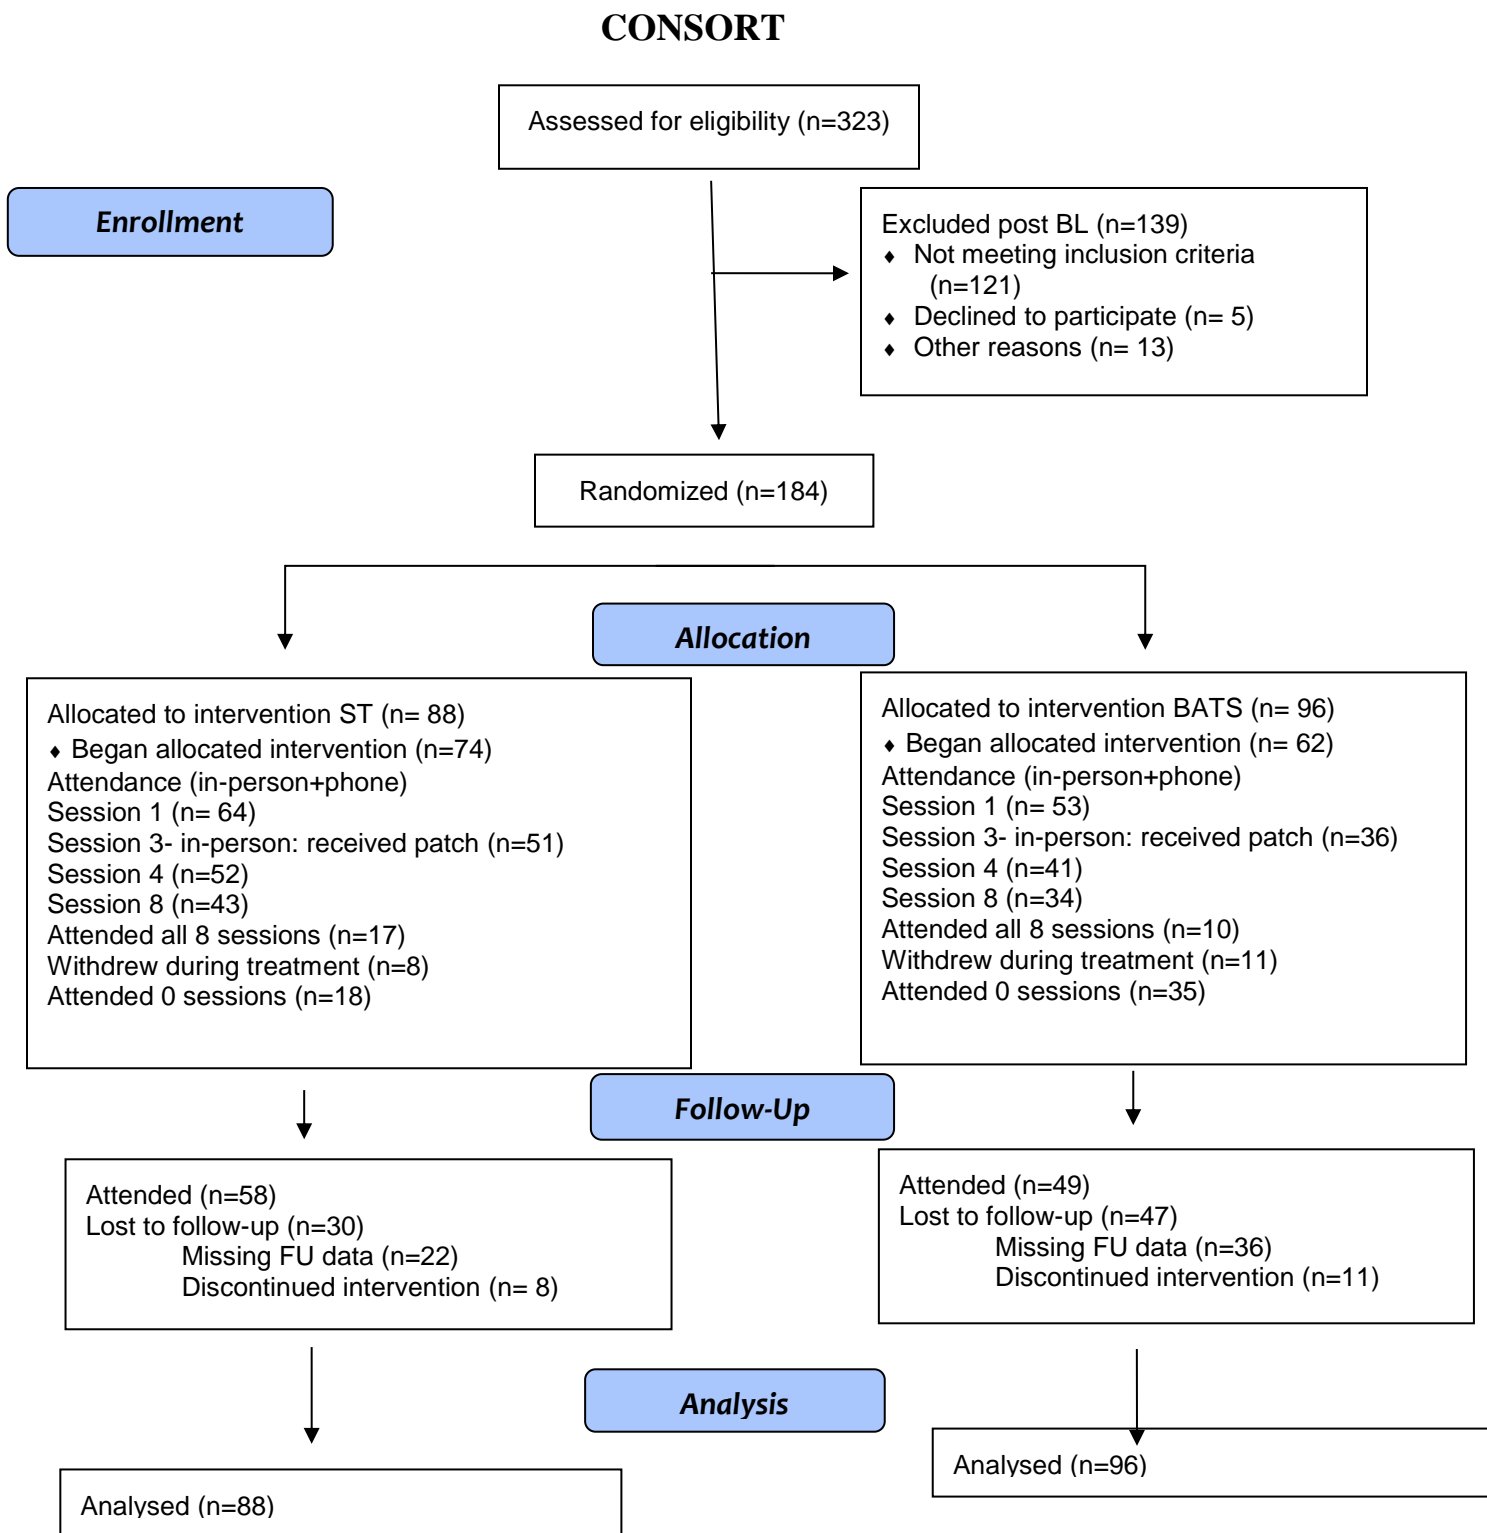 CONSORT
Assessed for eligibility (n=323)
Enrollment
Excluded post BL (n=139)
♦ Not meeting inclusion criteria
(n=121)
♦ Declined to participate (n= 5)
♦ Other reasons (n= 13)
Randomized (n=184)
Allocation
Allocated to intervention ST (n= 88)
♦ Began allocated intervention (n=74)
Attendance (in-person+phone)
Session 1 (n= 64)
Session 3- in-person: received patch (n=51)
Session 4 (n=52)
Session 8 (n=43)
Attended all 8 sessions (n=17)
Withdrew during treatment (n=8)
Attended 0 sessions (n=18)
Allocated to intervention BATS (n= 96)
♦ Began allocated intervention (n= 62)
Attendance (in-person+phone)
Session 1 (n= 53)
Session 3- in-person: received patch (n=36)
Session 4 (n=41)
Session 8 (n=34)
Attended all 8 sessions (n=10)
Withdrew during treatment (n=11)
Attended 0 sessions (n=35)
Follow-Up
Attended (n=58)
Lost to follow-up (n=30)
Missing FU data (n=22)
Discontinued intervention (n= 8)
Attended (n=49)
Lost to follow-up (n=47)
Missing FU data (n=36)
Discontinued intervention (n=11)
Analysis
Analysed (n=88)
Analysed (n=96)